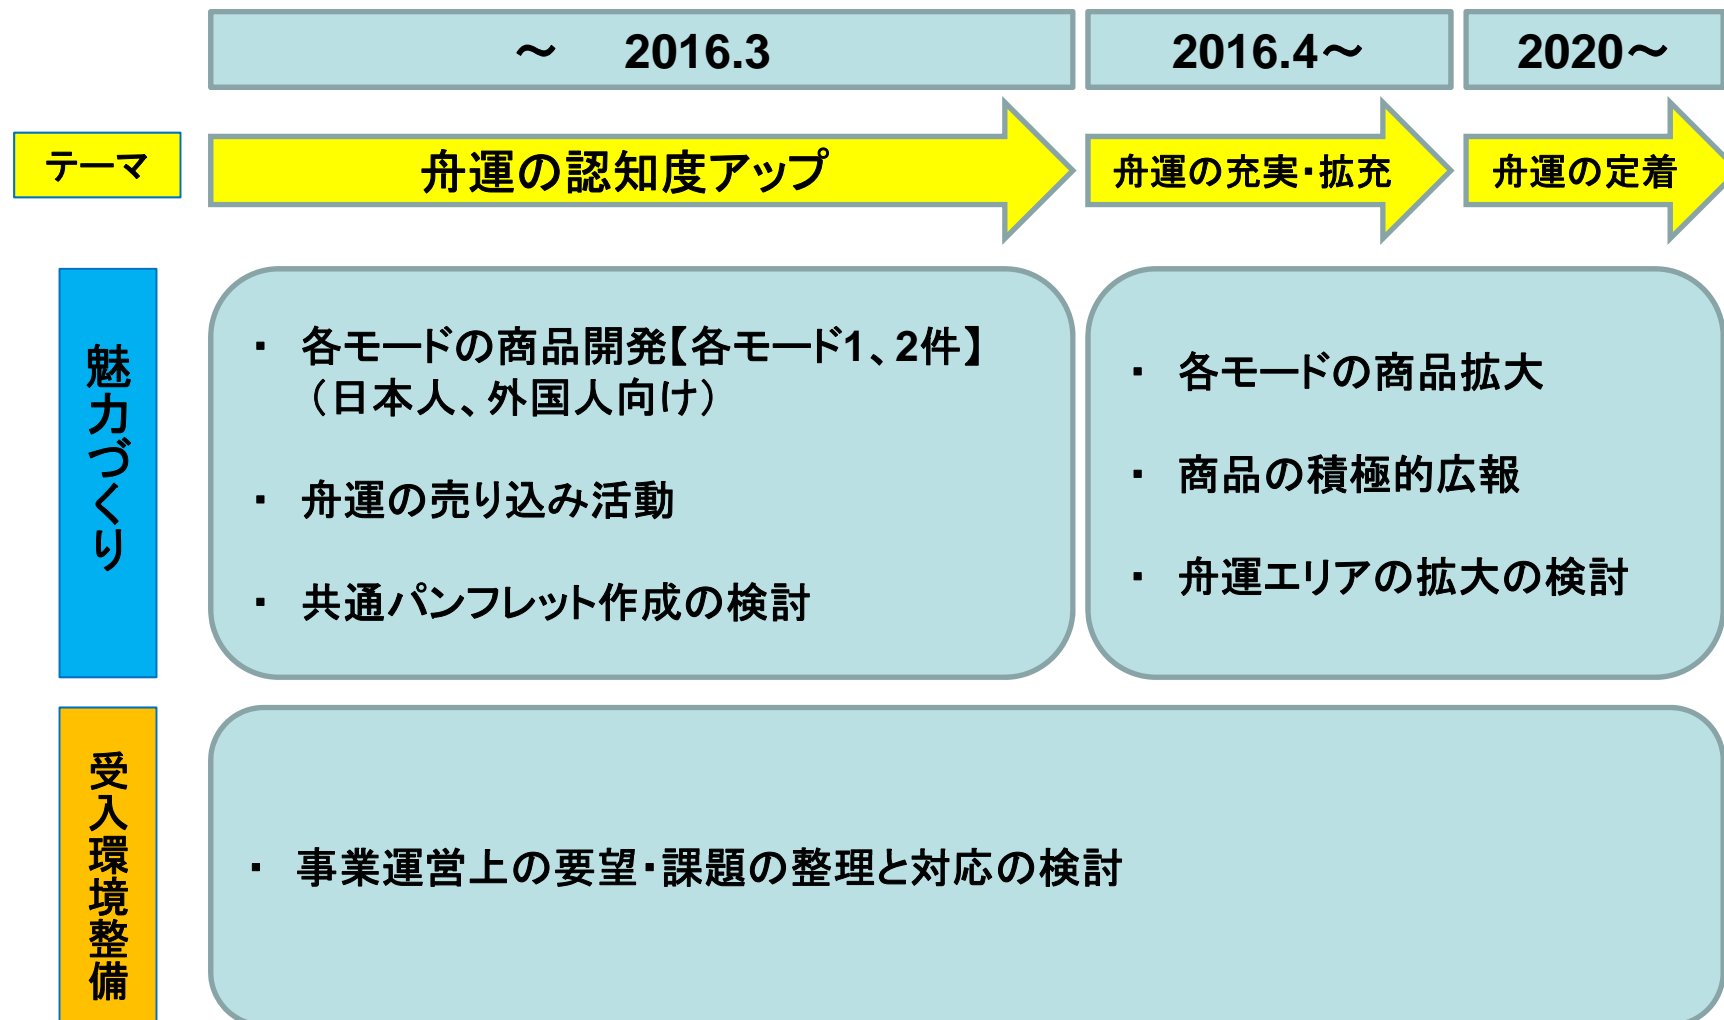 ～　2016.3
2016.4～
2020～
テーマ
舟運の認知度アップ
舟運の充実・拡充
舟運の定着
魅力づくり
・ 各モードの商品開発【各モード1、2件】
（日本人、外国人向け）
・ 舟運の売り込み活動
・ 共通パンフレット作成の検討
・ 各モードの商品拡大
・ 商品の積極的広報
・ 舟運エリアの拡大の検討
受入環境整備
・ 事業運営上の要望・課題の整理と対応の検討